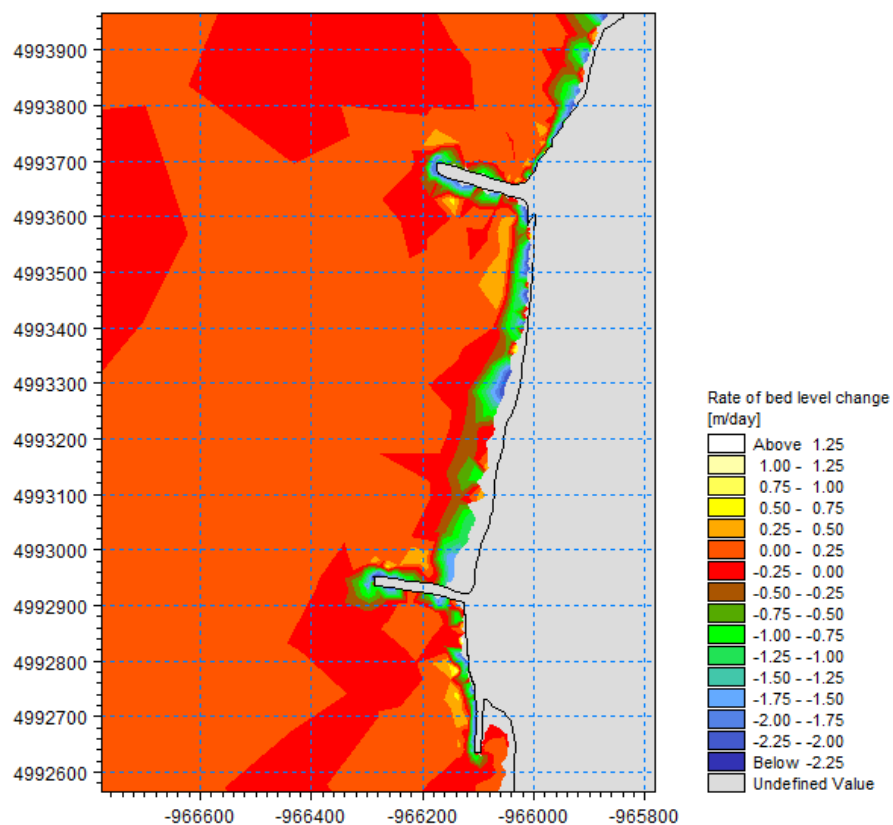 4993900
4993800
4993700
4993600
4993500
4993400
4993300
4993200
4993100
4993000
4992900
4992800
4992700
4992600
-966600 -966400 -966200 -966000 -965800
Rate of bed level change
[m/day]
Above 1.25
1.00 - 1.25
0.75 - 1.00
0.50 - 0.75
0.25 - 0.50
0.00 - 0.25
-0.25 - 0.00
-0.50 - -0.25
-0.75 - -0.50
-1.00 - -0.75
-1.25 - -1.00
-1.50 - -1.25
-1.75 - -1.50
-2.00 - -1.75
-2.25 - -2.00
Below -2.25
Undefined Value